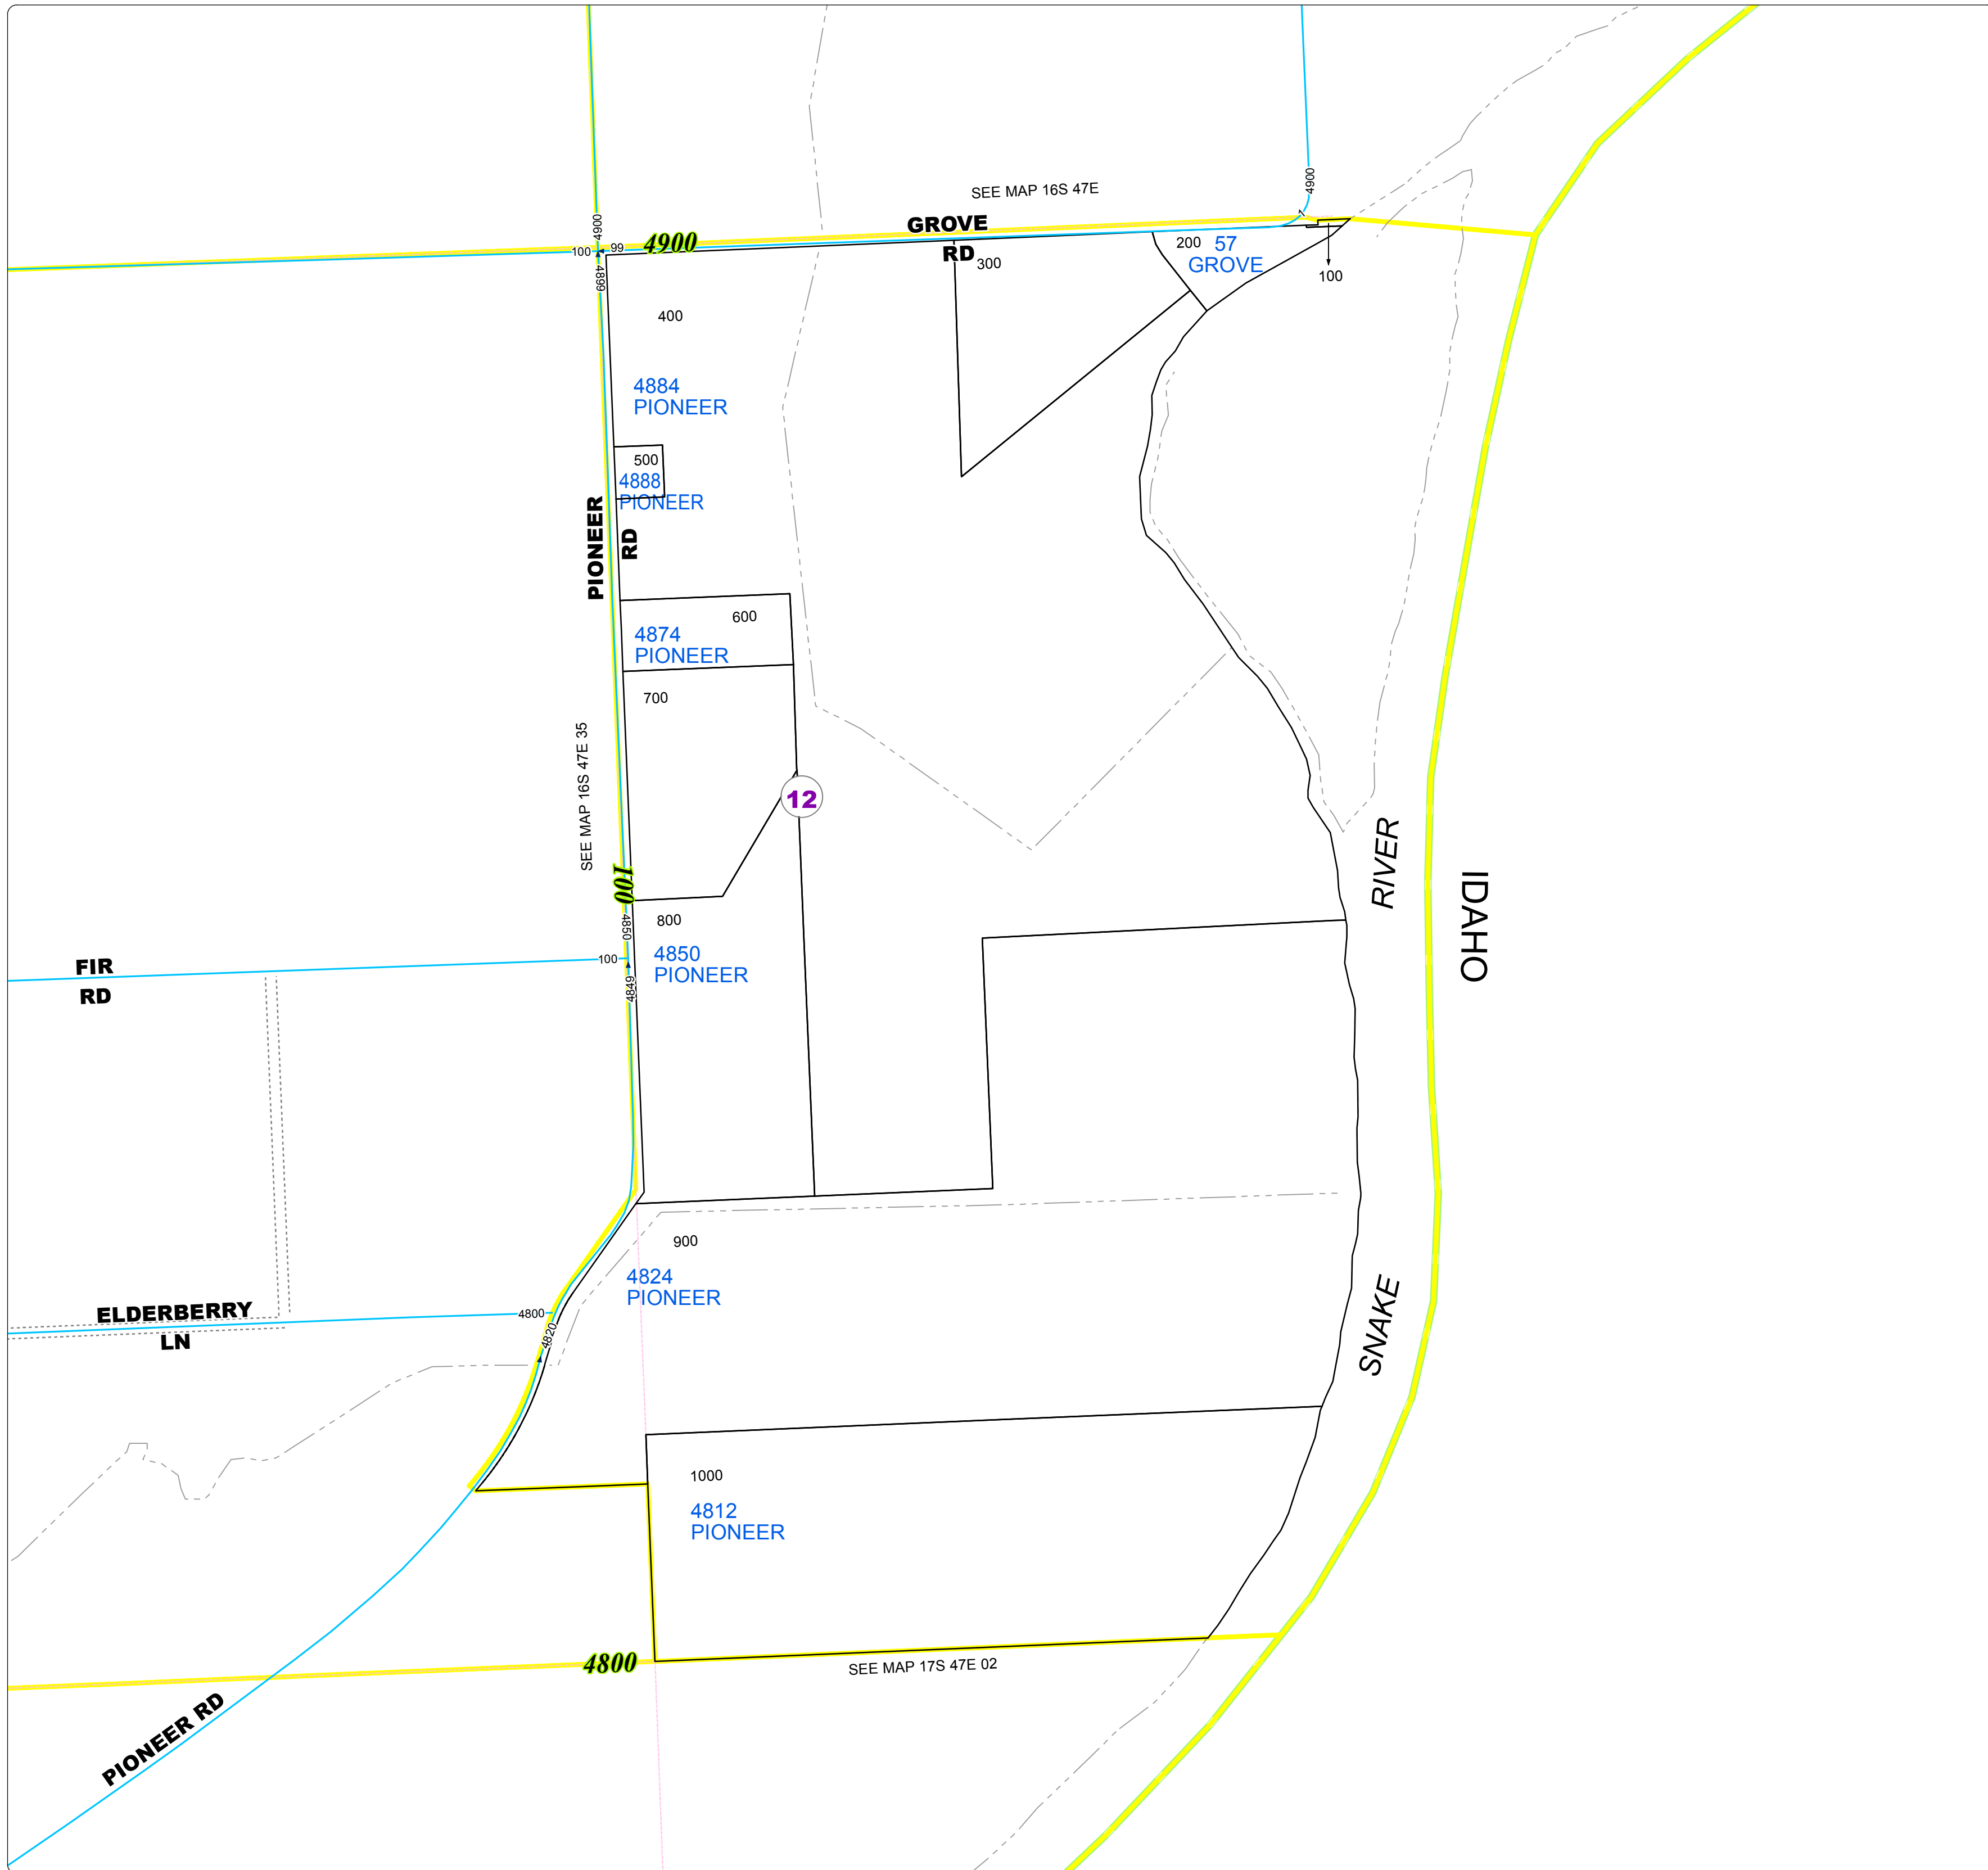 SEE MAP 16S 47E
4900
4900
GROVE
RD
100
99
4900
4899
200
57
GROVE
300
100
400
4884
PIONEER
500
4888
PIONEER
PIONEER
RD
600
4874
PIONEER
700
SEE MAP 16S 47E 35
12
RIVER
IDAHO
100
800
4850
4850
PIONEER
FIR
RD
100
4849
900
4824
PIONEER
SNAKE
ELDERBERRY
LN
4800
4820
1000
4812
PIONEER
4800
SEE MAP 17S 47E 02
PIONEER RD